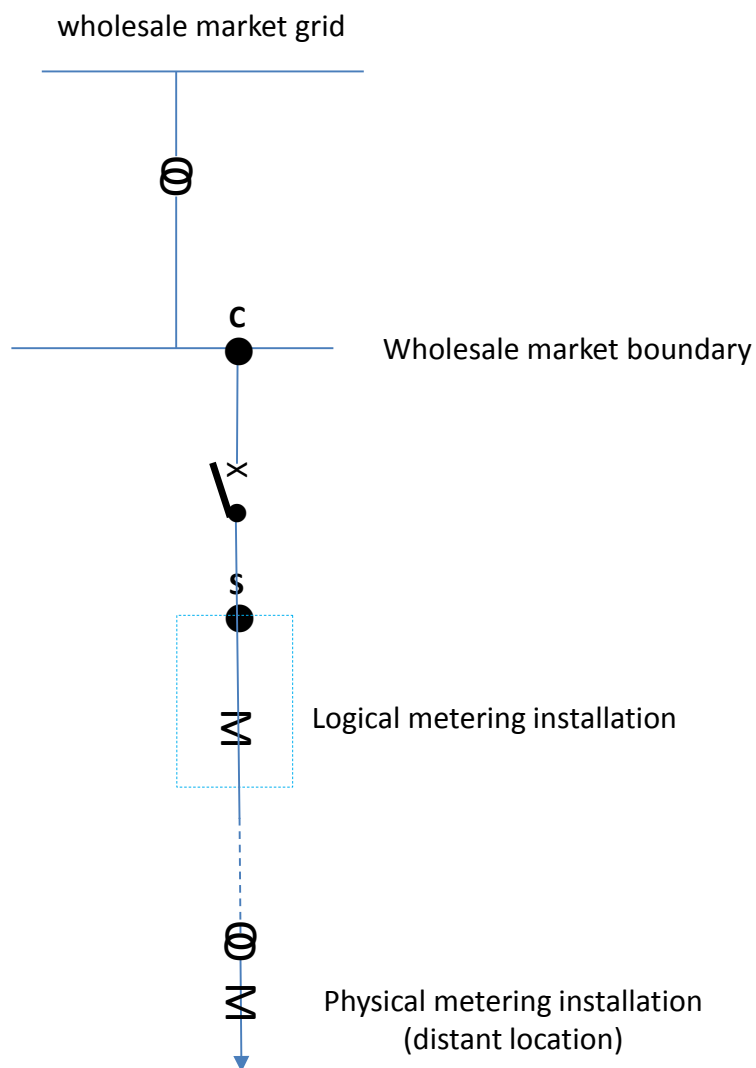 wholesale market grid
C
Wholesale market boundary
X
S
M
Logical metering installation
M
Physical metering installation
(distant location)